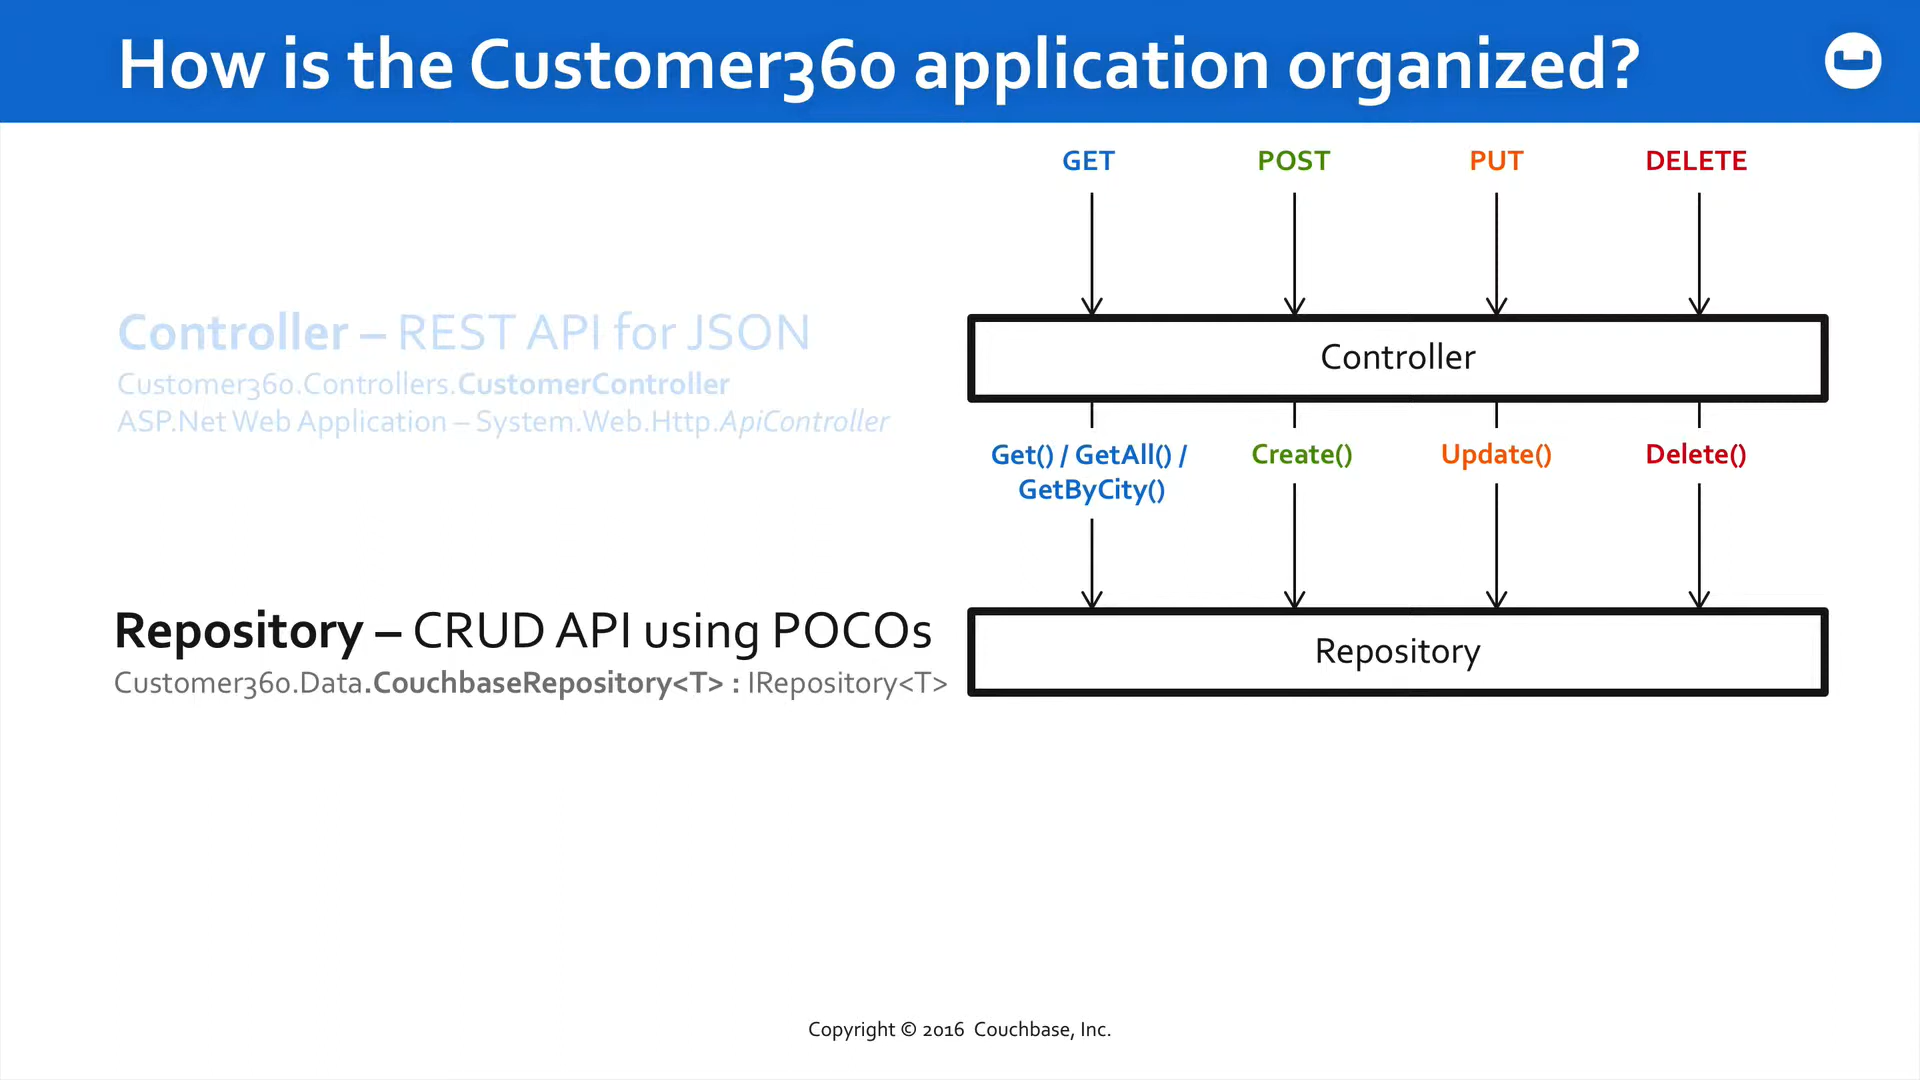 How is the Customer360 application organized?
GET POST PUT DELETE
Controller – REST API for JSON
Customer360.Controllers.CustomerController
ASP.Net Web Application – System.Web.Http.ApiController
Controller
Get() / GetAll() /
GetByCity()
Create()
Update()
Delete()
Repository – CRUD API using POCOs
Customer360.Data.CouchbaseRepository<T> : IRepository<T>
Repository
Copyright © 2016 Couchbase, Inc.